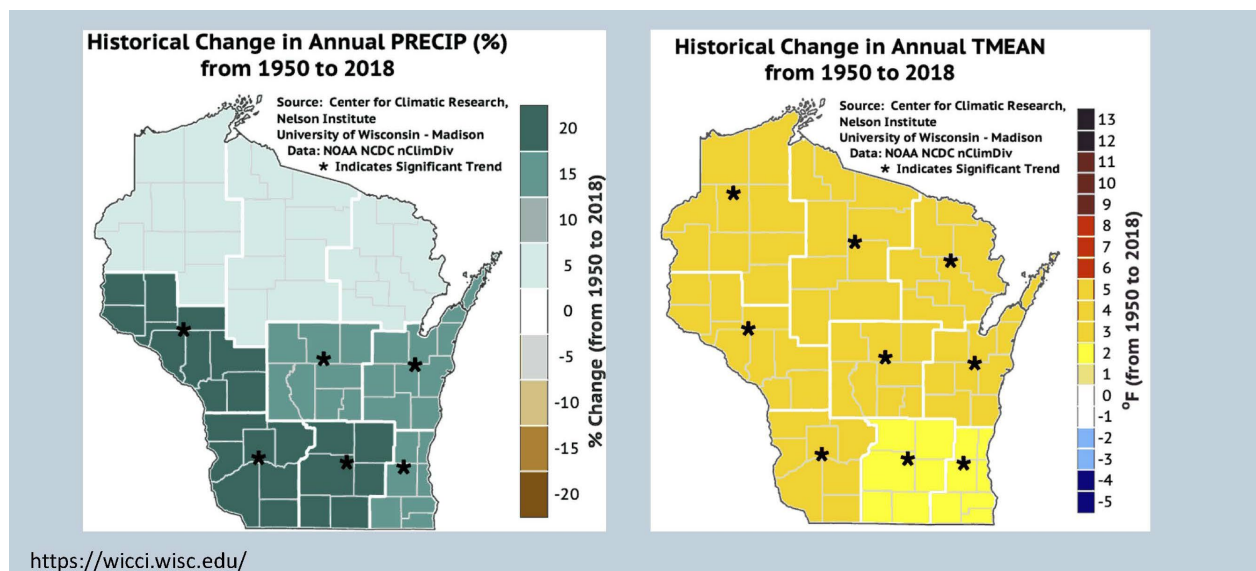 Historical Change in Annual PRECIP (%)
from 1950 to 2018
Source: Center for Climatic Research,
Nelson Institute
University of Wisconsin - Madison
Data: NOAA NCDC nClimDiv
* Indicates Significant Trend
20
15
10
5
0
-5
-10
-15
-20
% Change (from 1950 to 2018)
Historical Change in Annual TMEAN
from 1950 to 2018
Source: Center for Climatic Research,
Nelson Institute
University of Wisconsin - Madison
Data: NOAA NCDC nClimDiv
* Indicates Significant Trend
13
12
11
10
9
8
7
6
5
4
3
2
1
0
-1
-2
-3
-4
-5
°F (from 1950 to 2018)
https://wicci.wisc.edu/